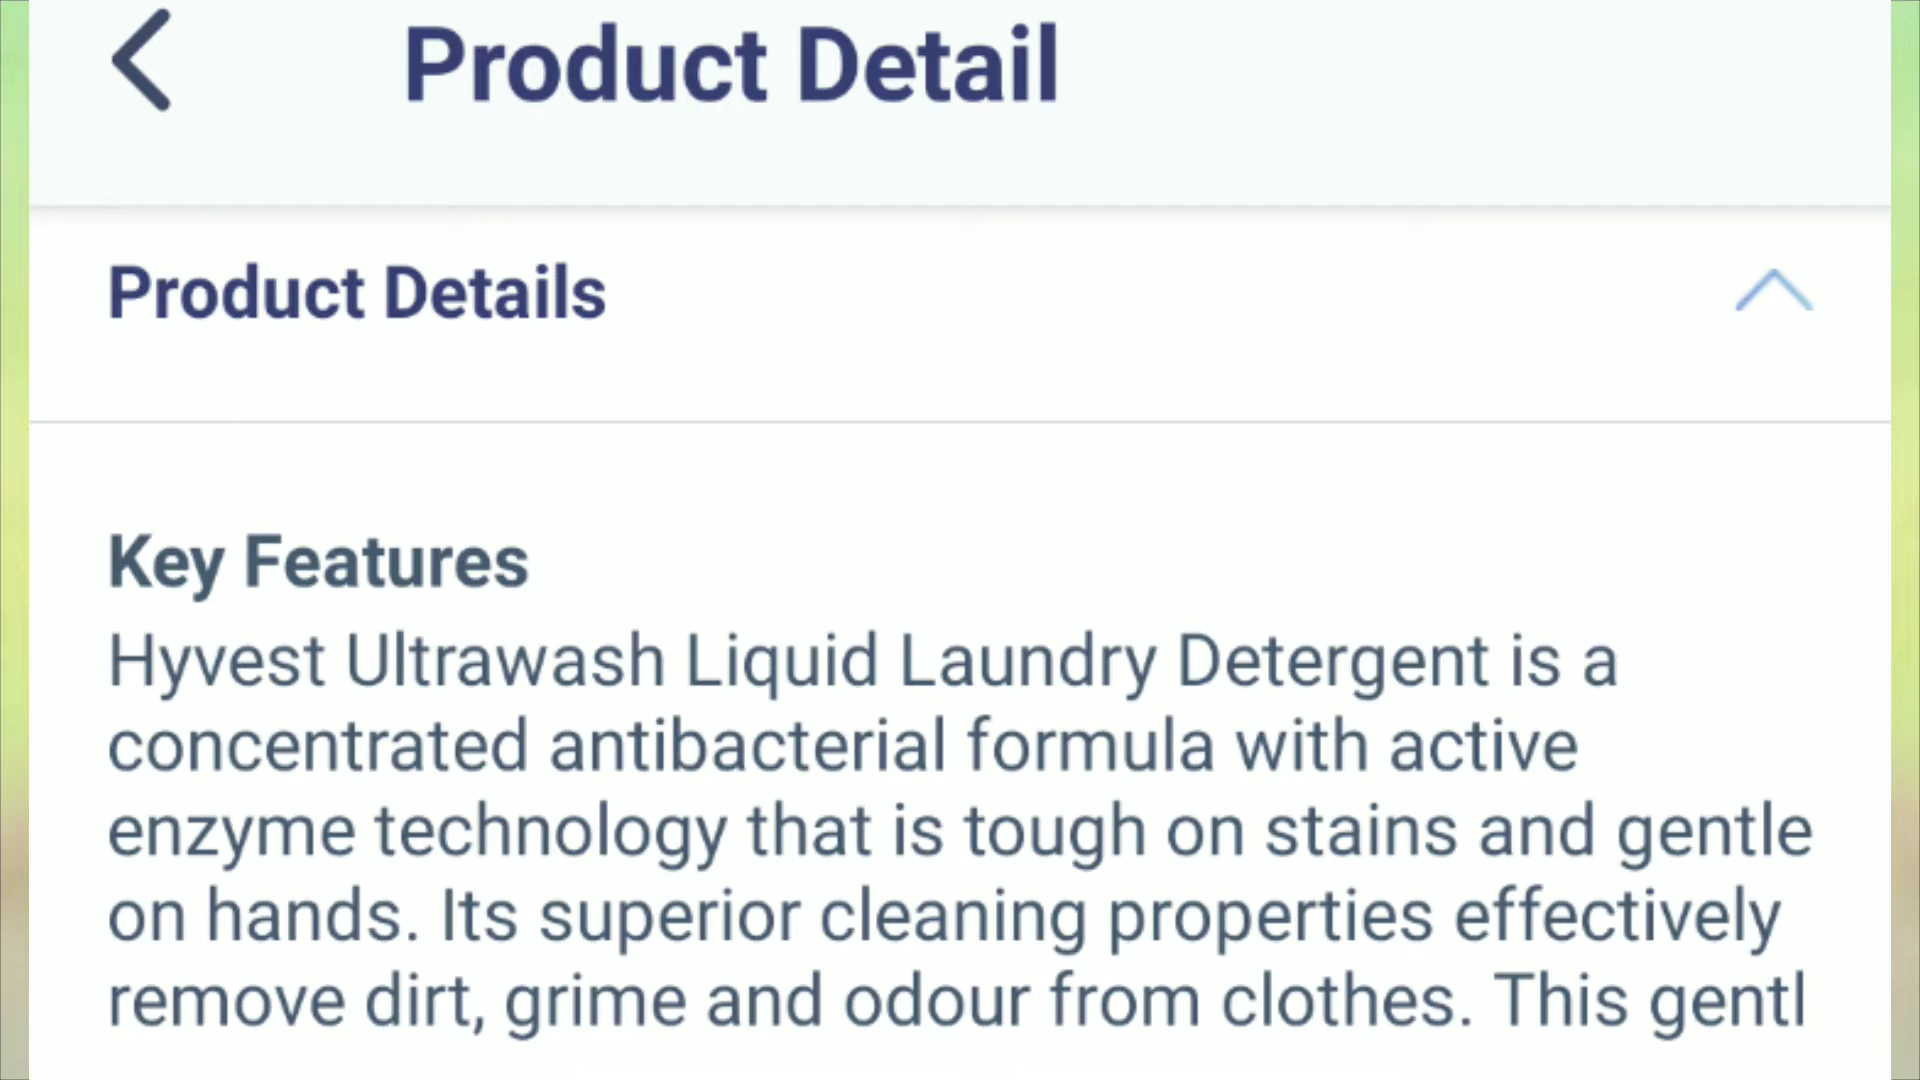 Product Detail
Product Details
Key Features
Hyvest Ultrawash Liquid Laundry Detergent is a
concentrated antibacterial formula with active
enzyme technology that is tough on stains and gentle
on hands. Its superior cleaning properties effectively
remove dirt, grime and odour from clothes. This gentl